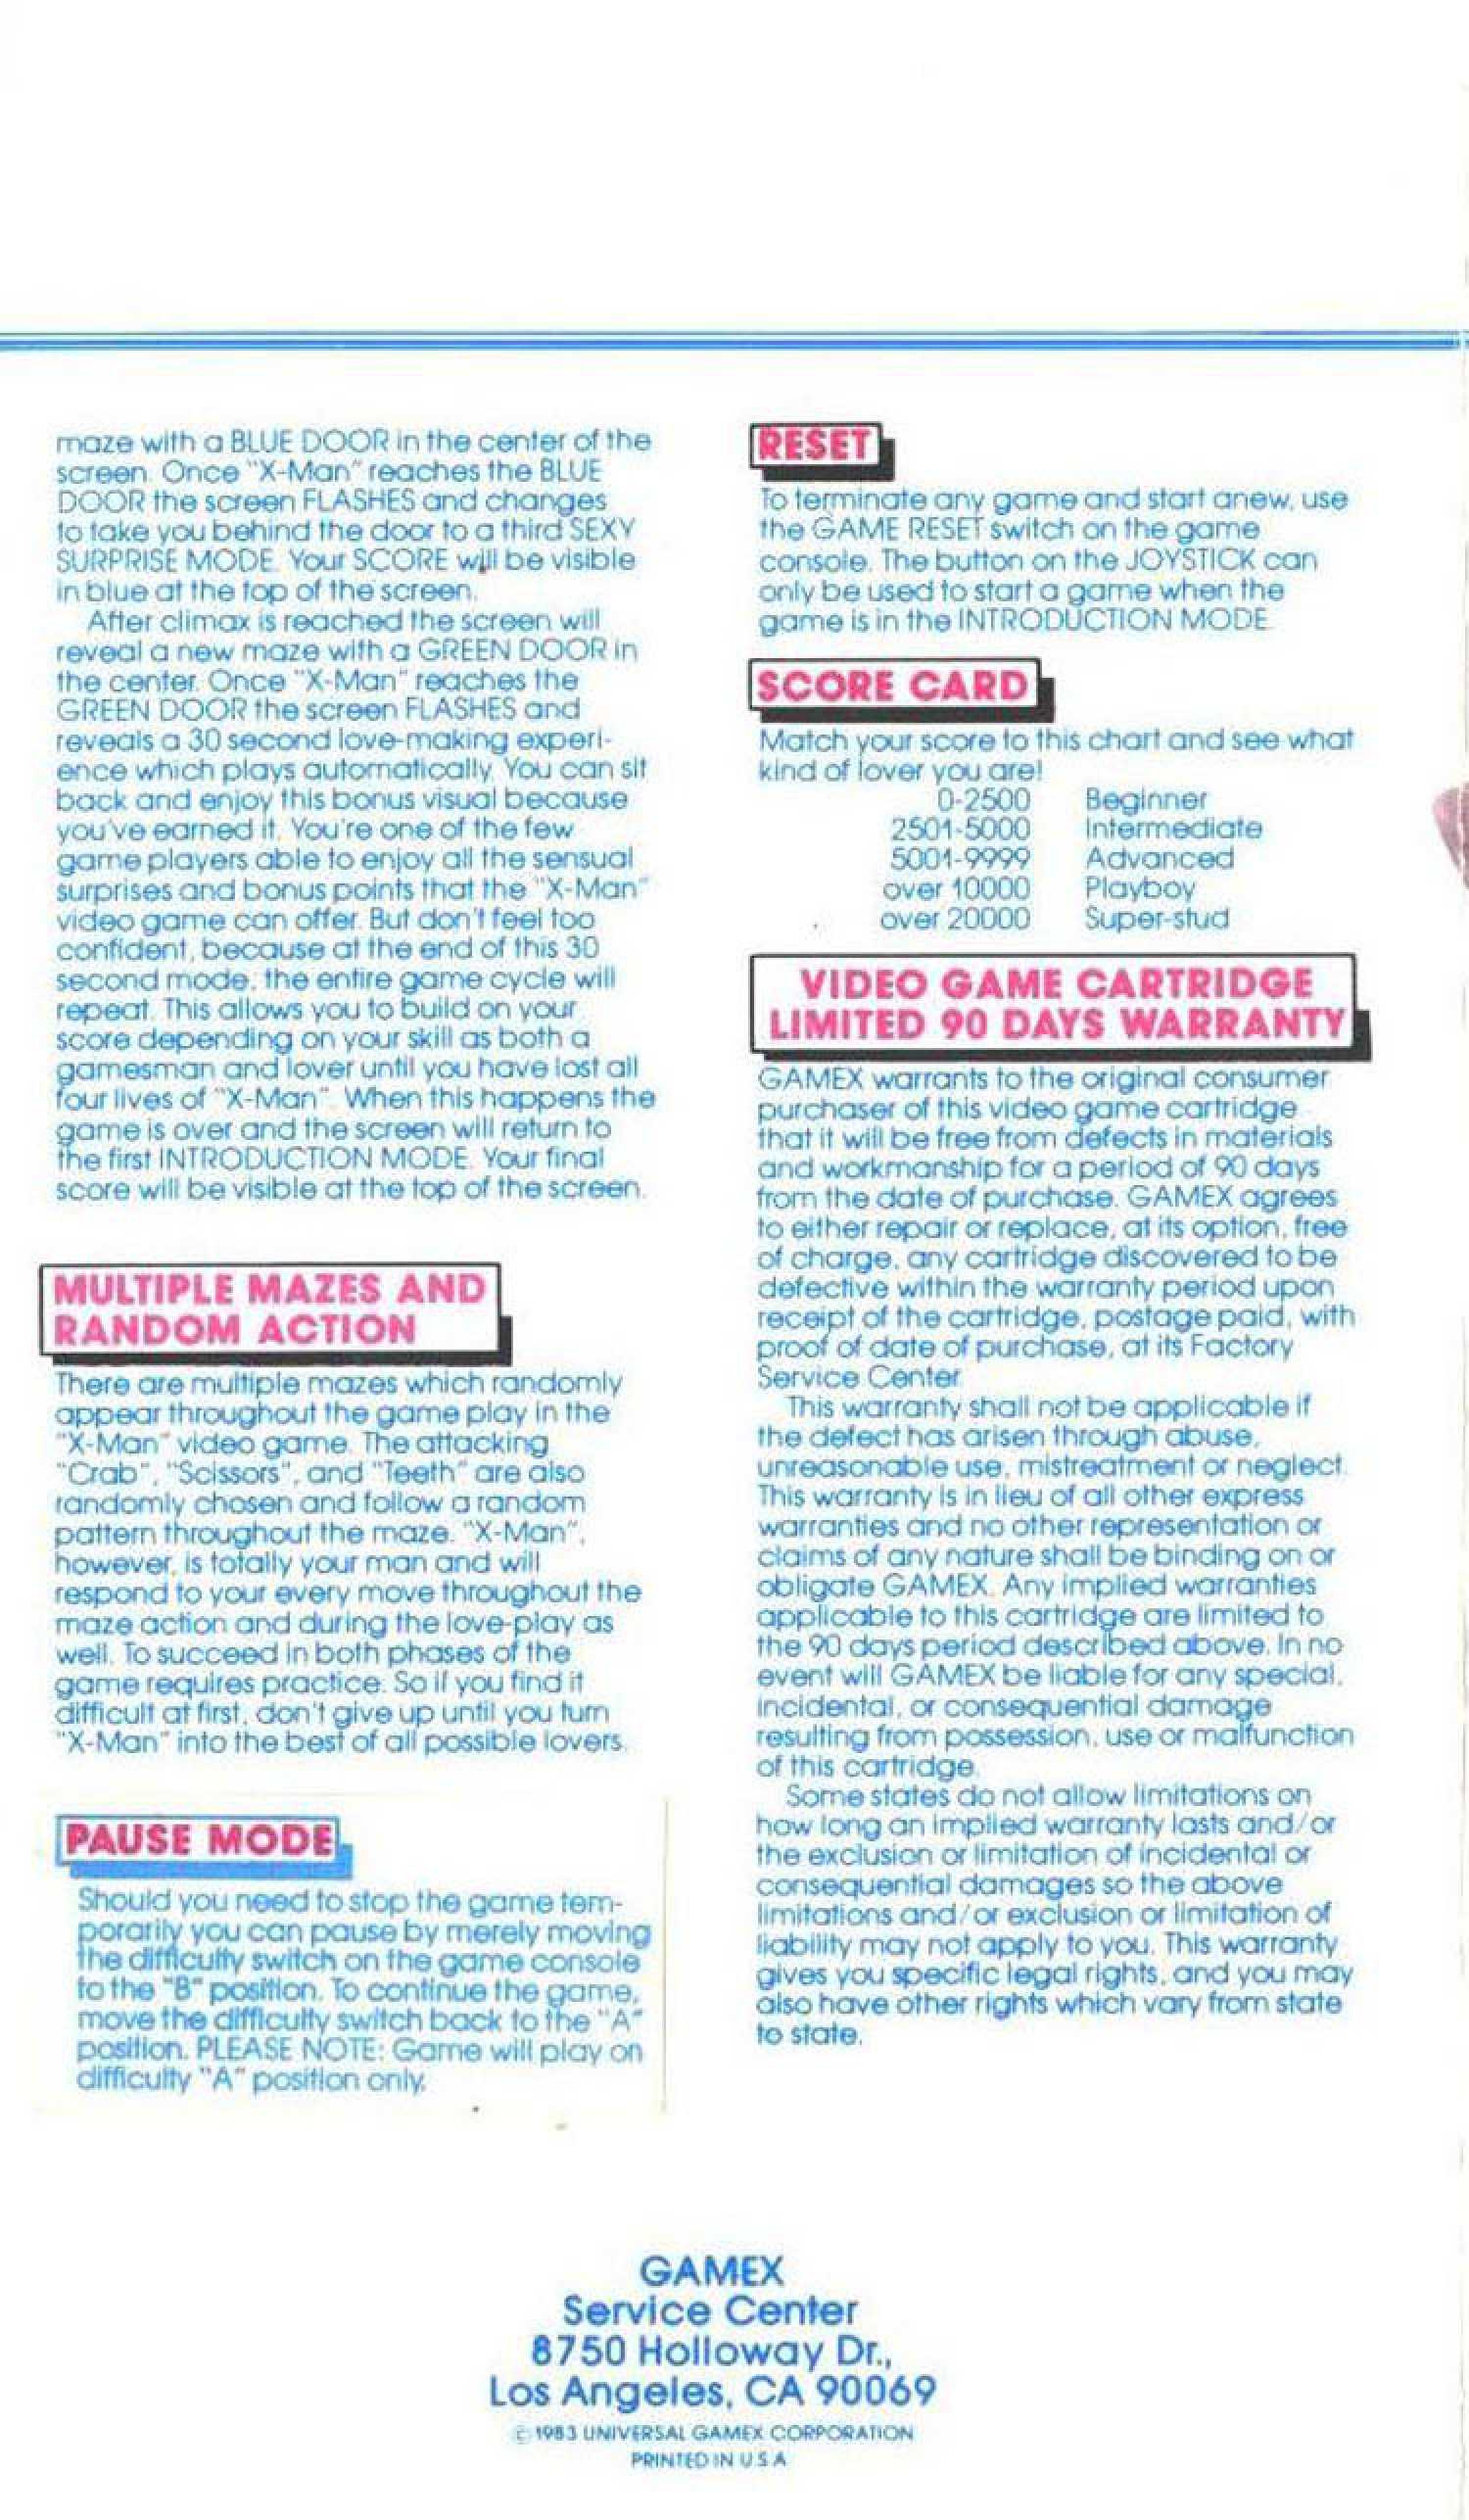 maze with a BLUE DOOR in the center of the
screen. Once "X-Man" reaches the BLUE
DOOR the screen FLASHES and changes
to take you behind the door to a third SEXY
SURPRISE MODE. Your SCORE will be visible
in blue at the top of the screen.
After climax is reached the screen will
reveal a new maze with a GREEN DOOR in
the center. Once "X-Man" reaches the
GREEN DOOR the screen FLASHES and
reveals a 30 second love-making experi-
ence which plays automatically. You can sit
back and enjoy this bonus visual because
you've earned it. You're one of the few
game players able to enjoy all the sensual
surprises and bonus points that the "X-Man"
video game can offer. But don't feel too
confident, because at the end of this 30
second mode, the entire game cycle will
repeat. This allows you to build on your
score depending on your skill as both a
gamesman and lover until you have lost all
four lives of "X-Man". When this happens the
game is over and the screen will return to
the first INTRODUCTION MODE. Your final
score will be visible at the top of the screen.
MULTIPLE MAZES AND
RANDOM ACTION
There are multiple mazes which randomly
appear throughout the game play in the
"X-Man" video game. The attacking
"Crab", "Scissors", and "Teeth" are also
randomly chosen and follow a random
pattern throughout the maze. "X-Man",
however, is totally your man and will
respond to your every move throughout the
maze action and during the love-play as
well. To succeed in both phases of the
game requires practice. So if you find it
difficult at first, don't give up until you turn
"X-Man" into the best of all possible lovers.
PAUSE MODE
Should you need to stop the game tem-
porarily you can pause by merely moving
the difficulty switch on the game console
to the "B" position. To continue the game,
move the difficulty switch back to the "A"
position. PLEASE NOTE: Game will play on
difficulty "A" position only.
RESET
To terminate any game and start anew, use
the GAME RESET switch on the game
console. The button on the JOYSTICK can
only be used to start a game when the
game is in the INTRODUCTION MODE.
SCORE CARD
Match your score to this chart and see what
kind of lover you are!
0-2500 Beginner
2501-5000 Intermediate
5001-9999 Advanced
over 10000 Playboy
over 20000 Super-stud
VIDEO GAME CARTRIDGE
LIMITED 90 DAYS WARRANTY
GAMEX warrants to the original consumer
purchaser of this video game cartridge
that it will be free from defects in materials
and workmanship for a period of 90 days
from the date of purchase. GAMEX agrees
to either repair or replace, at its option, free
of charge, any cartridge discovered to be
defective within the warranty period upon
receipt of the cartridge, postage paid, with
proof of date of purchase, at its Factory
Service Center.
This warranty shall not be applicable if
the defect has arisen through abuse,
unreasonable use, mistreatment or neglect.
This warranty is in lieu of all other express
warranties and no other representation or
claims of any nature shall be binding on or
obligate GAMEX. Any implied warranties
applicable to this cartridge are limited to
the 90 days period described above. In no
event will GAMEX be liable for any special,
incidental, or consequential damage
resulting from possession, use or malfunction
of this cartridge.
Some states do not allow limitations on
how long an implied warranty lasts and/or
the exclusion or limitation of incidental or
consequential damages so the above
limitations and/or exclusion or limitation of
liability may not apply to you. This warranty
gives you specific legal rights, and you may
also have other rights which vary from state
to state.
GAMEX
Service Center
8750 Holloway Dr.,
Los Angeles, CA 90069
© 1983 UNIVERSAL GAMEX CORPORATION
PRINTED IN U.S.A.